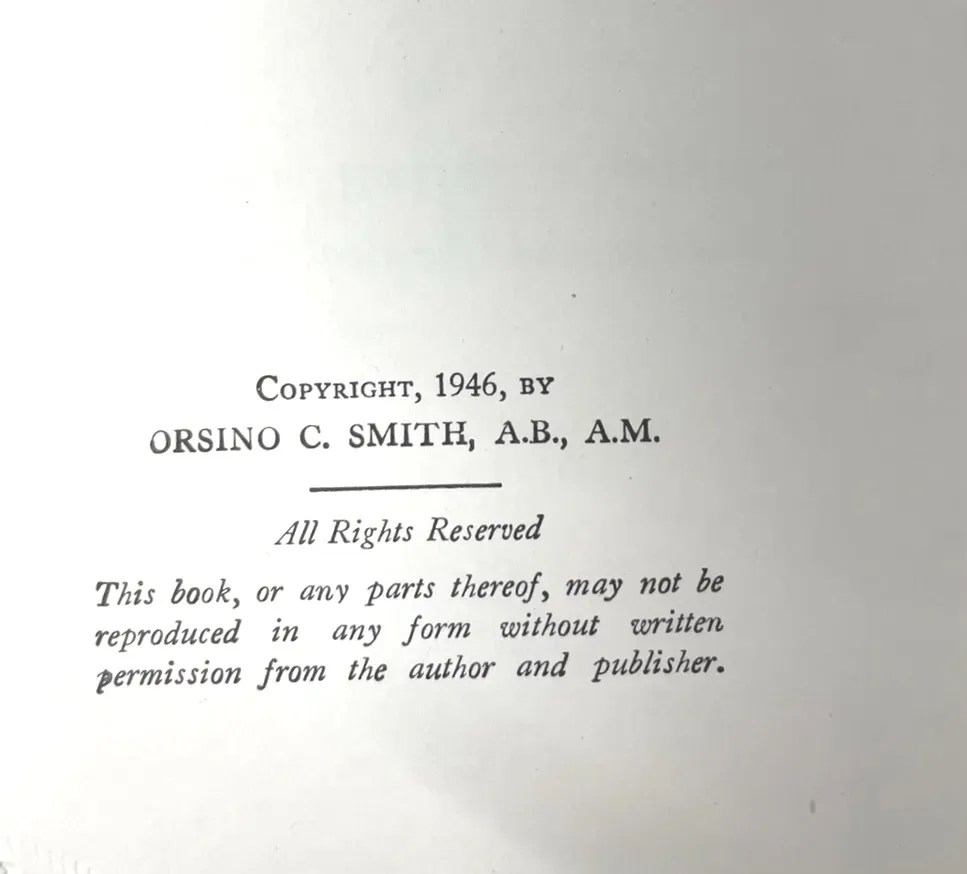 Copyright, 1946, by
ORSINO C. SMITH, A.B., A.M.
All Rights Reserved
This book, or any parts thereof, may not be
reproduced in any form without written
permission from the author and publisher.